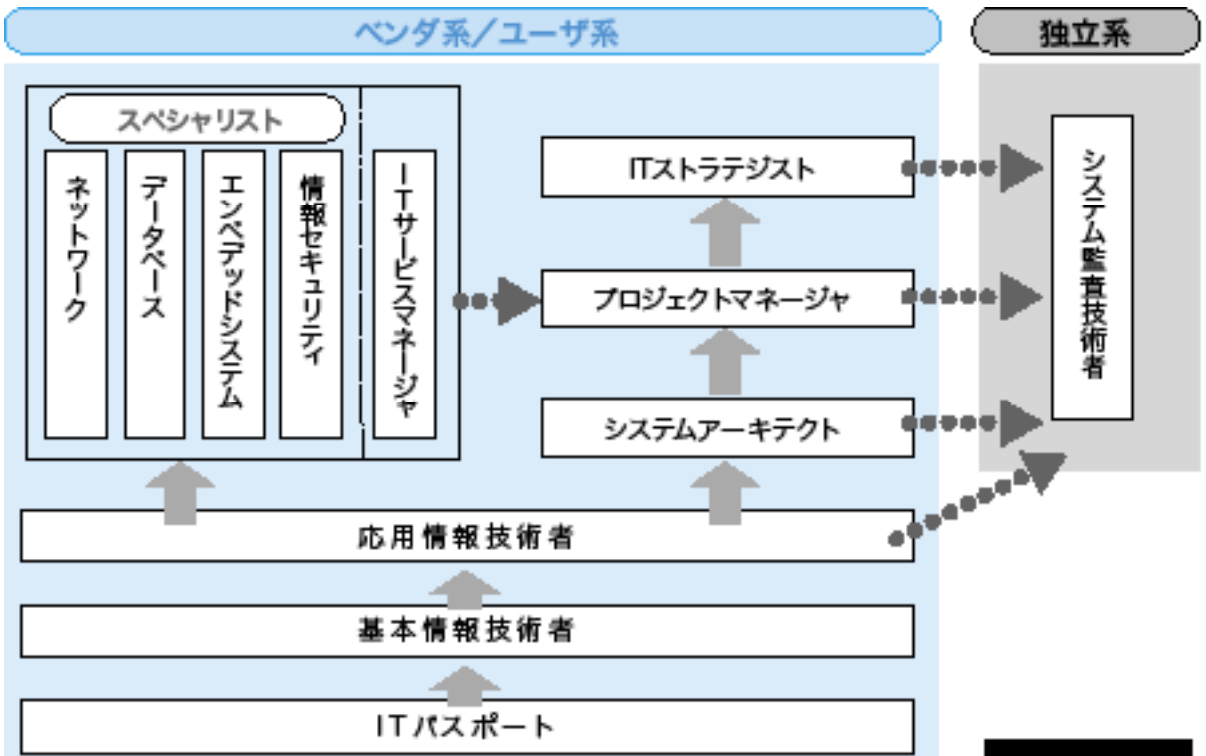 ベンダ系／ユーザ系
独立系
スペシャリスト
ネットワーク
データベース
エンベデッドシステム
情報セキュリティ
ITサービスマネージャ
ITストラテジスト
プロジェクトマネージャ
システムアーキテクト
システム監査技術者
応用情報技術者
基本情報技術者
ITパスポート